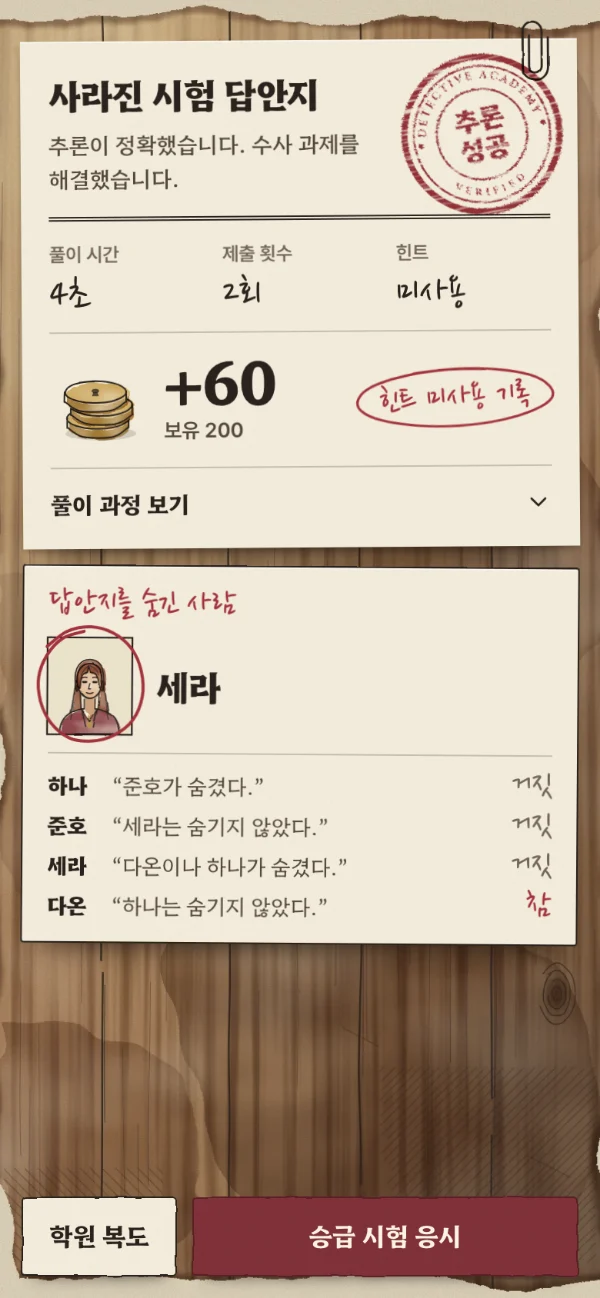 사라진 시험 답안지
추론이 정확했습니다. 수사 과제를
해결했습니다.
DETECTIVE ACADEMY
추론
성공
VERIFIED
풀이 시간
제출 횟수
힌트
4초
2회
미사용
+60
보유 200
힌트 미사용 기록
풀이 과정 보기
답안지를 숨긴 사람
세라
하나 “준호가 숨겼다.” 거짓
준호 “세라는 숨기지 않았다.” 거짓
세라 “다온이나 하나가 숨겼다.” 거짓
다온 “하나는 숨기지 않았다.” 참
학원 복도
승급 시험 응시